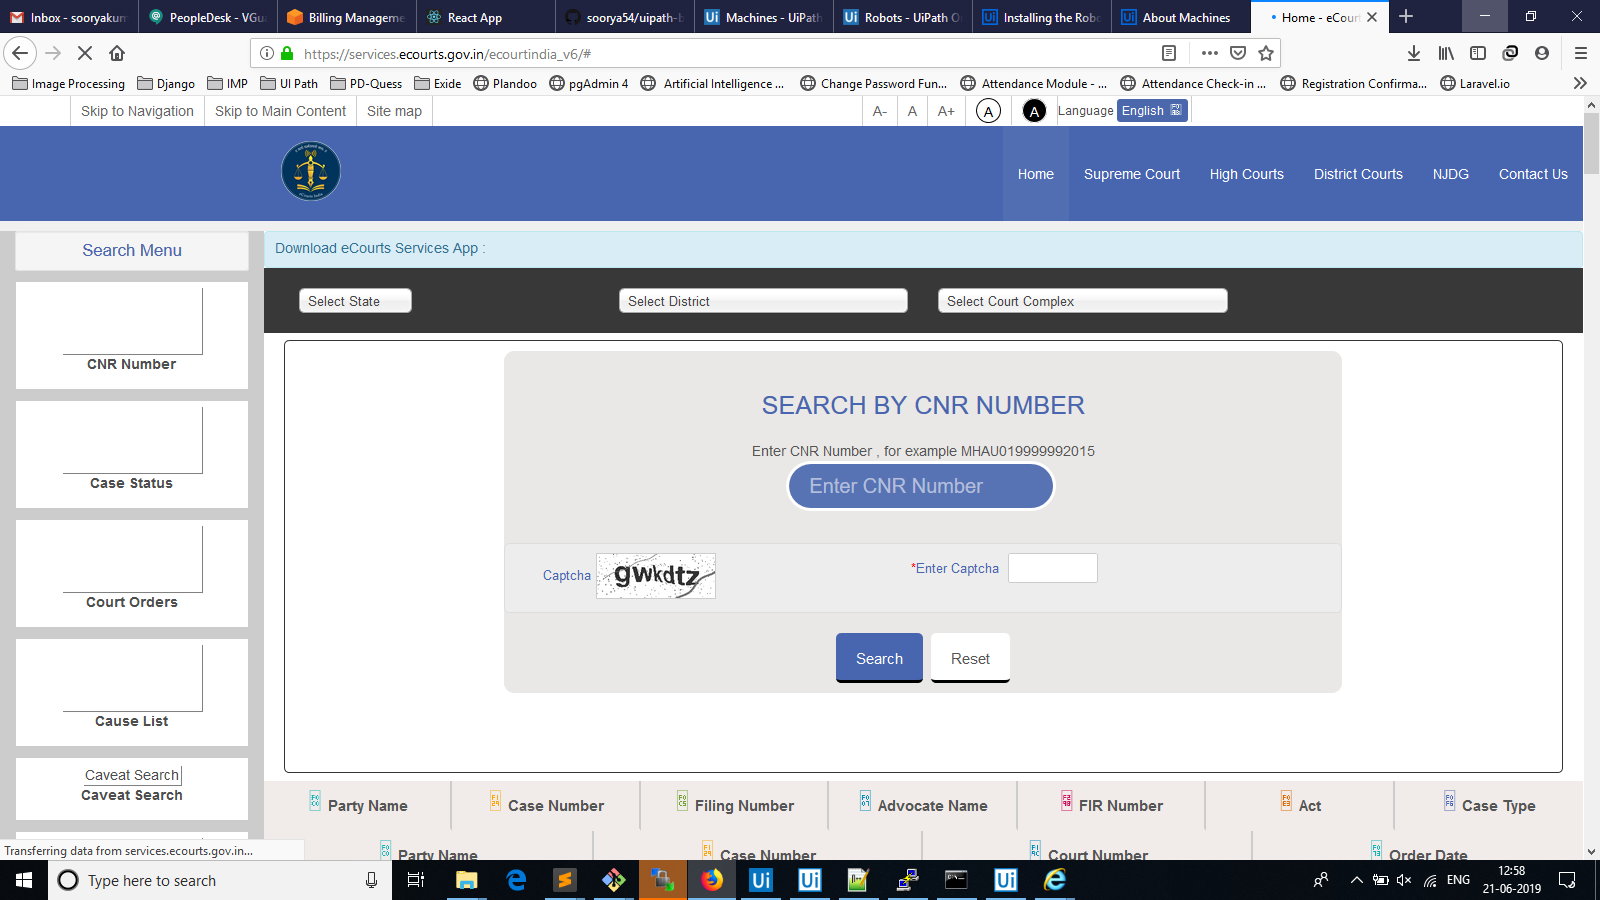 Inbox - sooryakum
PeopleDesk - VGua
Billing Manageme
React App
soorya54/uipath-b
Machines - UiPath
Robots - UiPath O
Installing the Robo
About Machines
Home - eCourt
https://services.ecourts.gov.in/ecourtindia_v6/#
Image Processing
Django
IMP
UI Path
PD-Quess
Exide
Plandoo
pgAdmin 4
Artificial Intelligence ...
Change Password Fun...
Attendance Module - ...
Attendance Check-in ...
Registration Confirma...
Laravel.io
Skip to Navigation
Skip to Main Content
Site map
A-
A
A+
A
A
Language
English
Home
Supreme Court
High Courts
District Courts
NJDG
Contact Us
Search Menu
Download eCourts Services App :
Select State
Select District
Select Court Complex
CNR Number
Case Status
Court Orders
Cause List
Caveat Search
Caveat Search
SEARCH BY CNR NUMBER
Enter CNR Number , for example MHAU019999992015
Enter CNR Number
Captcha
gwkdtz
*Enter Captcha
Search
Reset
Party Name
Case Number
Filing Number
Advocate Name
FIR Number
Act
Case Type
Party Name
Case Number
Court Number
Order Date
Transferring data from services.ecourts.gov.in...
Type here to search
ENG
12:58
21-06-2019